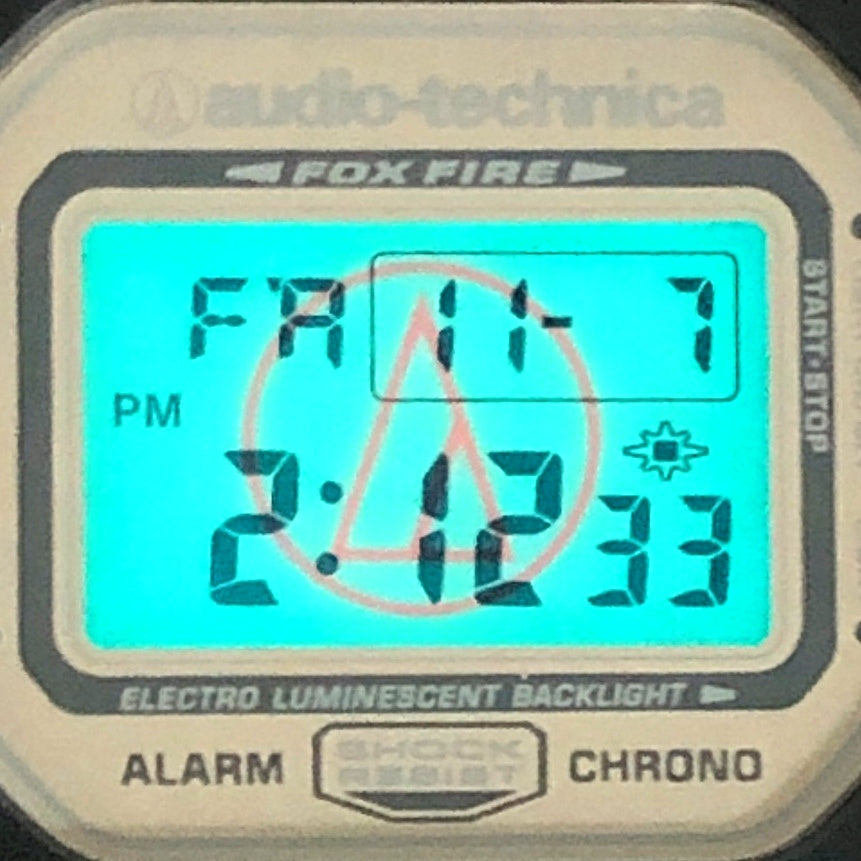 audio-technica
FOX FIRE
FR 11- 7
PM
2:12 33
START•STOP
ELECTRO LUMINESCENT BACKLIGHT
ALARM
SHOCK
RESIST
CHRONO